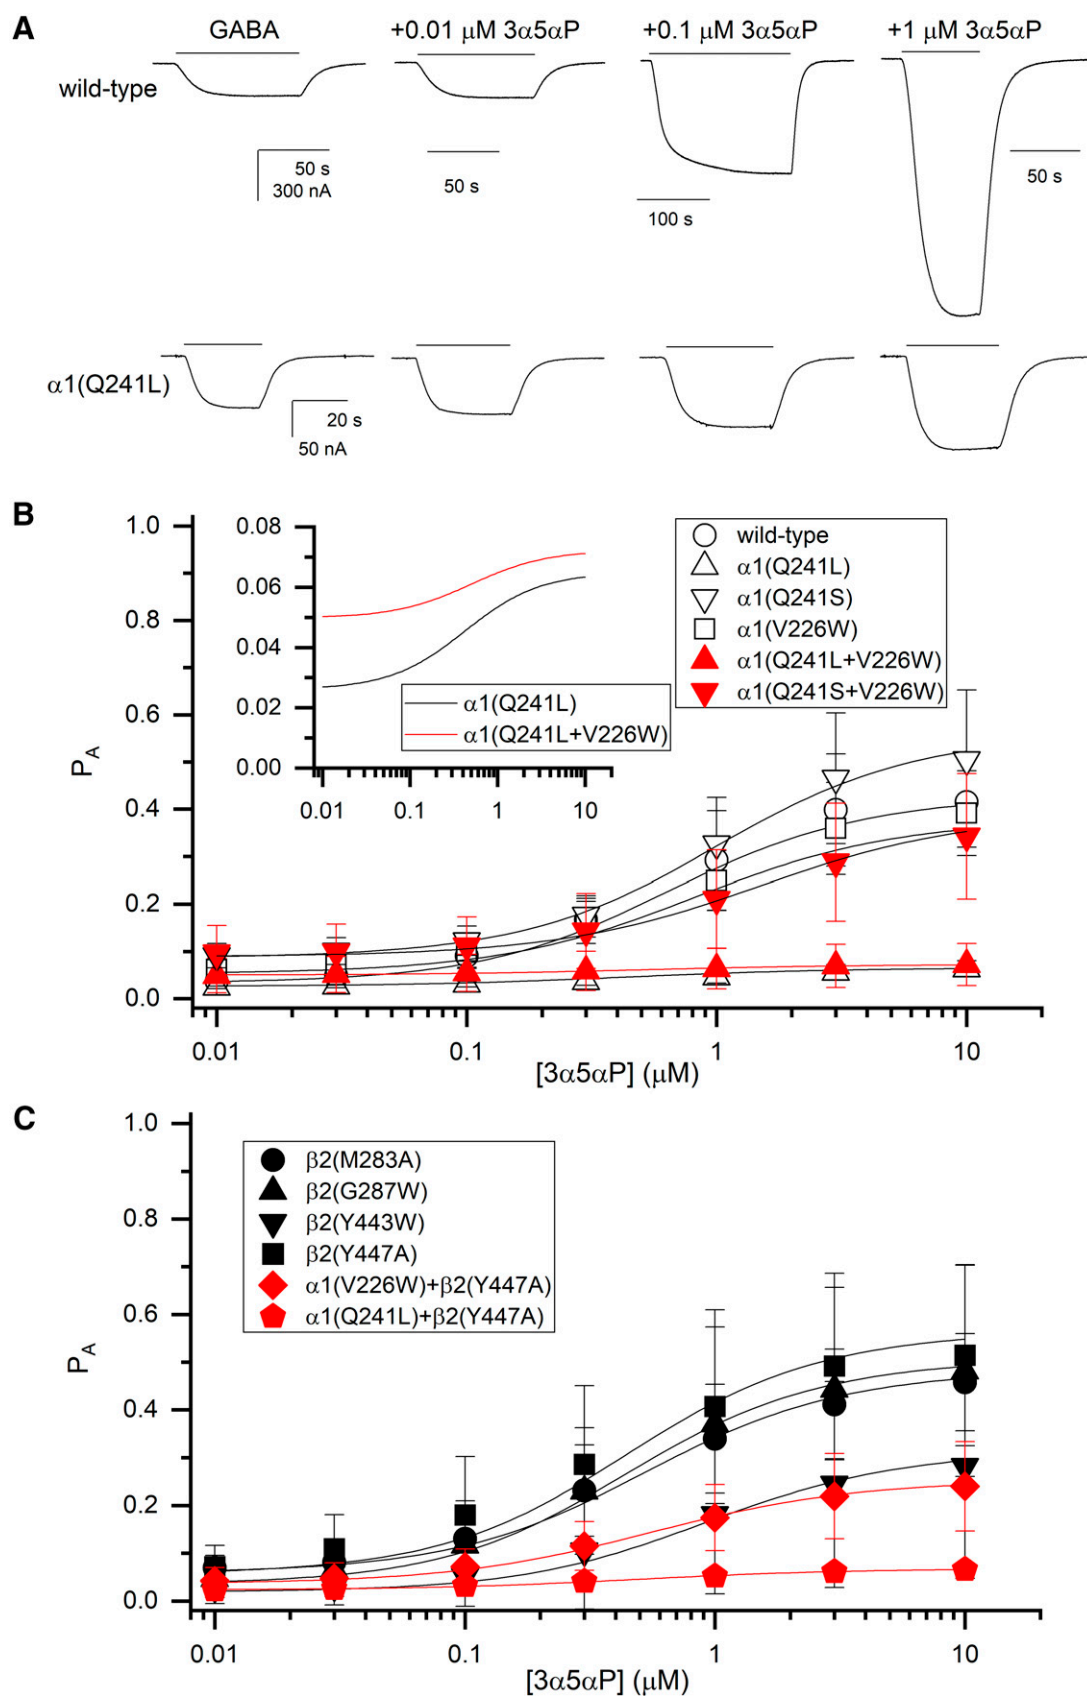 A
GABA
+0.01 μM 3α5αP
+0.1 μM 3α5αP
+1 μM 3α5αP
wild-type
50 s
300 nA
50 s
100 s
50 s
α1(Q241L)
20 s
50 nA
B
1.0
0.8
0.6
0.4
0.2
0.0
P_A
0.08
0.06
0.04
0.02
0.00
0.01
0.1
1
10
α1(Q241L)
α1(Q241L+V226W)
wild-type
α1(Q241L)
α1(Q241S)
α1(V226W)
α1(Q241L+V226W)
α1(Q241S+V226W)
0.01
0.1
1
10
[3α5αP] (μM)
C
1.0
0.8
0.6
0.4
0.2
0.0
P_A
β2(M283A)
β2(G287W)
β2(Y443W)
β2(Y447A)
α1(V226W)+β2(Y447A)
α1(Q241L)+β2(Y447A)
0.01
0.1
1
10
[3α5αP] (μM)